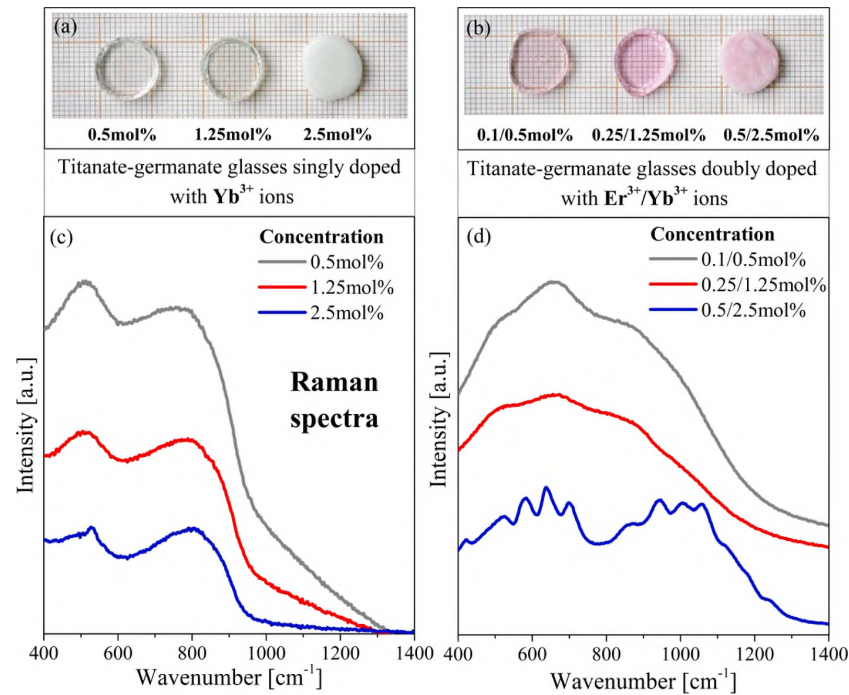 (a)
0.5mol% 1.25mol% 2.5mol%
Titanate-germanate glasses singly doped
with Yb³⁺ ions
(b)
0.1/0.5mol% 0.25/1.25mol% 0.5/2.5mol%
Titanate-germanate glasses doubly doped
with Er³⁺/Yb³⁺ ions
(c)
Concentration
0.5mol%
1.25mol%
2.5mol%
Raman
spectra
Intensity [a.u.]
400 600 800 1000 1200 1400
Wavenumber [cm⁻¹]
(d)
Concentration
0.1/0.5mol%
0.25/1.25mol%
0.5/2.5mol%
Intensity [a.u.]
400 600 800 1000 1200 1400
Wavenumber [cm⁻¹]